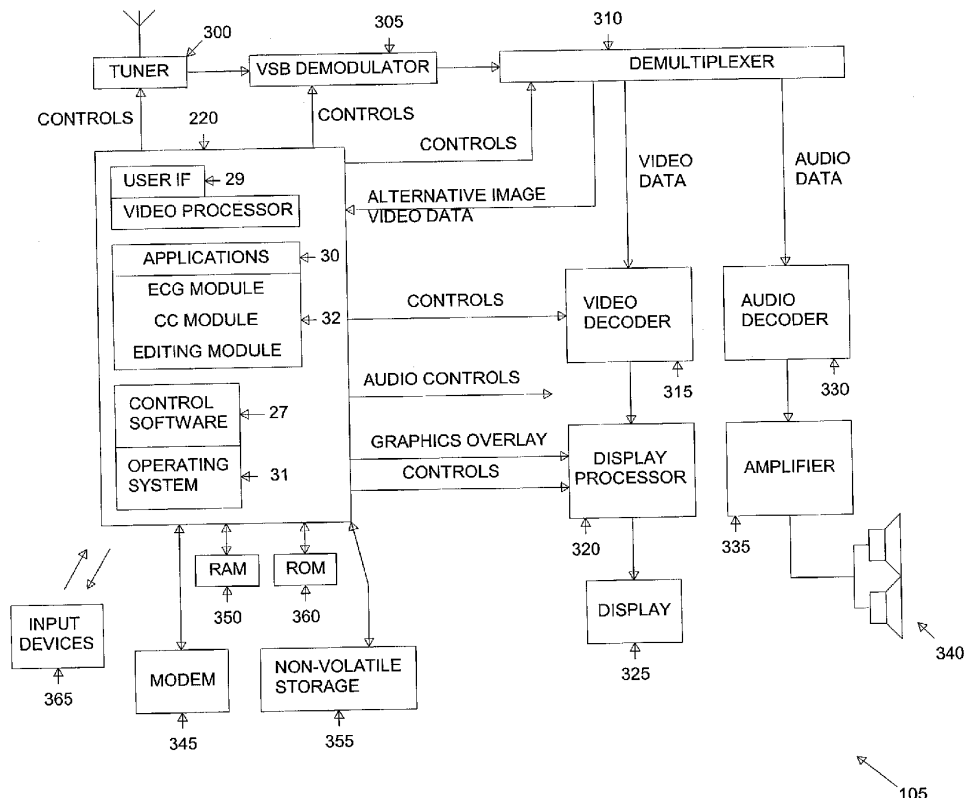 300
305
310
TUNER
VSB DEMODULATOR
DEMULTIPLEXER
CONTROLS
220
CONTROLS
CONTROLS
VIDEO
DATA
AUDIO
DATA
USER IF
29
VIDEO PROCESSOR
ALTERNATIVE IMAGE
VIDEO DATA
APPLICATIONS
30
ECG MODULE
CC MODULE
32
EDITING MODULE
CONTROLS
VIDEO
DECODER
AUDIO
DECODER
315
330
AUDIO CONTROLS
CONTROL
SOFTWARE
27
OPERATING
SYSTEM
31
GRAPHICS OVERLAY
CONTROLS
DISPLAY
PROCESSOR
AMPLIFIER
320
335
RAM
350
ROM
360
INPUT
DEVICES
365
MODEM
345
NON-VOLATILE
STORAGE
355
DISPLAY
325
340
105